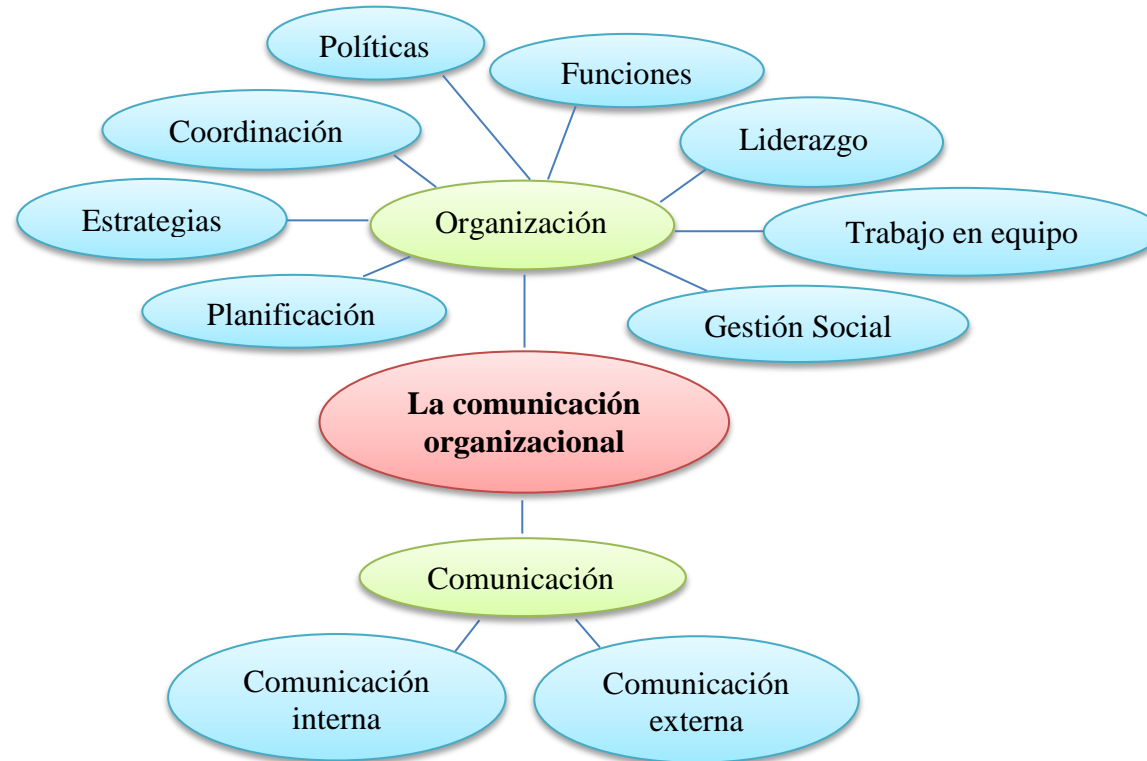 Políticas
Funciones
Coordinación
Liderazgo
Estrategias
Organización
Trabajo en equipo
Planificación
Gestión Social
La comunicación
organizacional
Comunicación
Comunicación
interna
Comunicación
externa